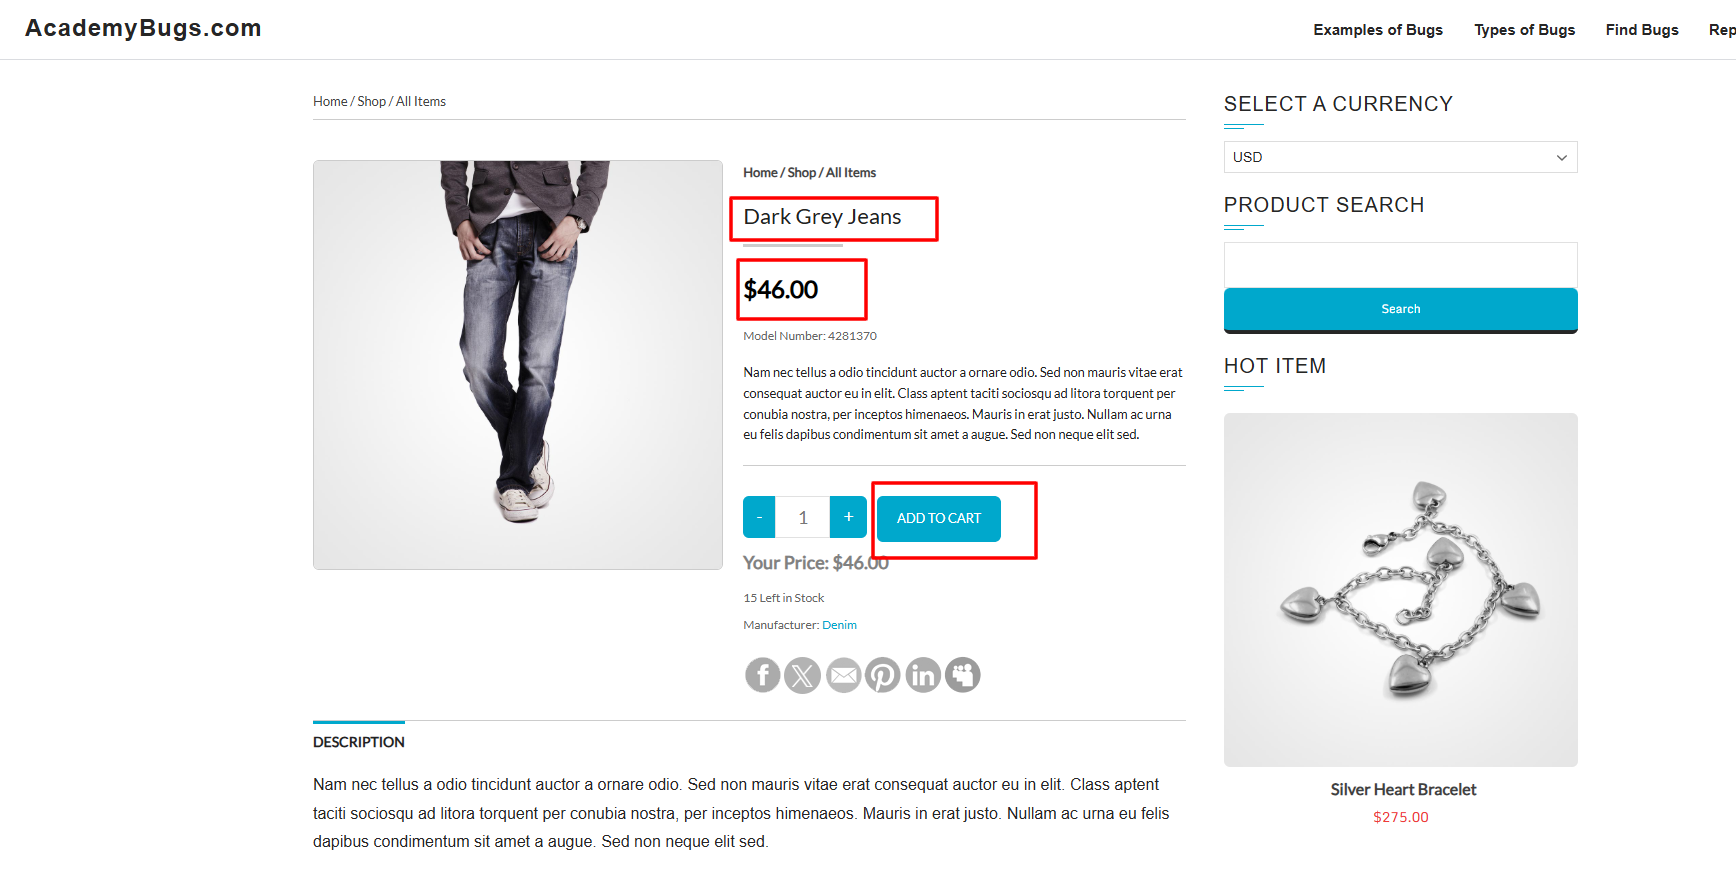 AcademyBugs.com
Examples of Bugs
Types of Bugs
Find Bugs
Rep
Home / Shop / All Items
Home / Shop / All Items
Dark Grey Jeans
$46.00
Model Number: 4281370
Nam nec tellus a odio tincidunt auctor a ornare odio. Sed non mauris vitae erat
consequat auctor eu in elit. Class aptent taciti sociosqu ad litora torquent per
conubia nostra, per inceptos himenaeos. Mauris in erat justo. Nullam ac urna
eu felis dapibus condimentum sit amet a augue. Sed non neque elit sed.
- 1 +
ADD TO CART
Your Price: $46.00
15 Left in Stock
Manufacturer: Denim
DESCRIPTION
Nam nec tellus a odio tincidunt auctor a ornare odio. Sed non mauris vitae erat consequat auctor eu in elit. Class aptent
taciti sociosqu ad litora torquent per conubia nostra, per inceptos himenaeos. Mauris in erat justo. Nullam ac urna eu felis
dapibus condimentum sit amet a augue. Sed non neque elit sed.
SELECT A CURRENCY
USD
PRODUCT SEARCH
Search
HOT ITEM
Silver Heart Bracelet
$275.00